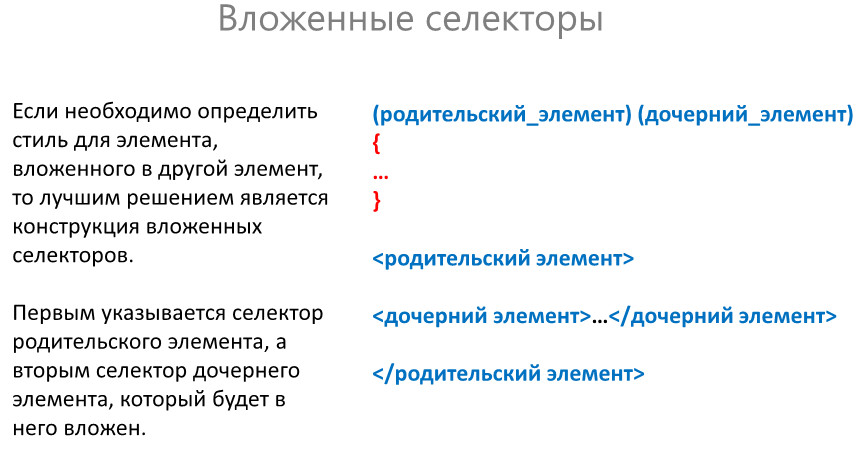 Вложенные селекторы
Если необходимо определить
стиль для элемента,
вложенного в другой элемент,
то лучшим решением является
конструкция вложенных
селекторов.
Первым указывается селектор
родительского элемента, а
вторым селектор дочернего
элемента, который будет в
него вложен.
(родительский_элемент) (дочерний_элемент)
{
...
}
<родительский элемент>
<дочерний элемент>...</дочерний элемент>
</родительский элемент>